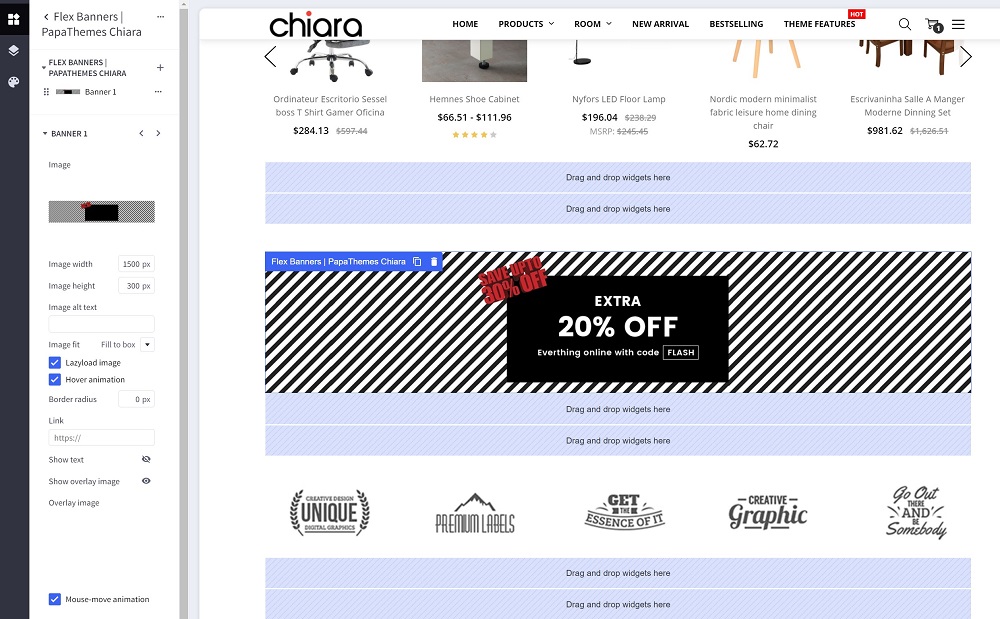 Flex Banners |
PapaThemes Chiara
FLEX BANNERS |
PAPATHEMES CHIARA
Banner 1
BANNER 1
Image
Image width 1500 px
Image height 300 px
Image alt text
Image fit Fill to box
Lazyload image
Hover animation
Border radius 0 px
Link
https://
Show text
Show overlay image
Overlay image
Mouse-move animation
chiara
HOME PRODUCTS ROOM NEW ARRIVAL BESTSELLING THEME FEATURES HOT
1
Ordinateur Escritorio Sessel
boss T Shirt Gamer Oficina
$284.13 $597.44
Hemnes Shoe Cabinet
$66.51 - $111.96
Nyfors LED Floor Lamp
$196.04 $238.29
MSRP: $245.45
Nordic modern minimalist
fabric leisure home dining
chair
$62.72
Escrivaninha Salle A Manger
Moderne Dinning Set
$981.62 $1,626.51
Drag and drop widgets here
Drag and drop widgets here
Flex Banners | PapaThemes Chiara
SAVE UPTO
30% OFF
EXTRA
20% OFF
Everthing online with code FLASH
Drag and drop widgets here
Drag and drop widgets here
CREATIVE DESIGN
UNIQUE
DIGITAL GRAPHICS
PREMIUM LABELS
GET
THE
ESSENCE OF IT
CREATIVE
Graphic
Go Out
THERE
AND
BE
Somebody
Drag and drop widgets here
Drag and drop widgets here